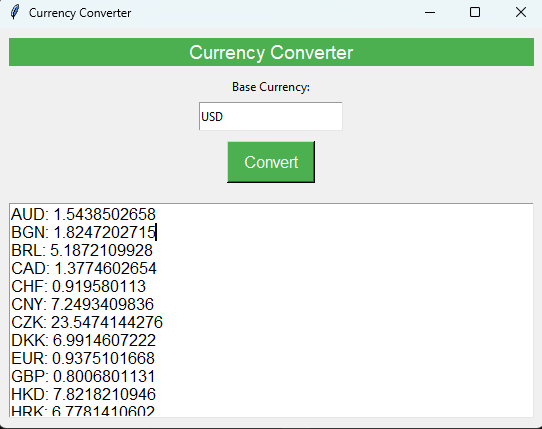 Currency Converter
Currency Converter
Base Currency:
USD
Convert
AUD: 1.5438502658
BGN: 1.8247202715
BRL: 5.1872109928
CAD: 1.3774602654
CHF: 0.919580113
CNY: 7.2493409836
CZK: 23.5474144276
DKK: 6.9914607222
EUR: 0.9375101668
GBP: 0.8006801131
HKD: 7.8218210946
HRK: 6.7781410602